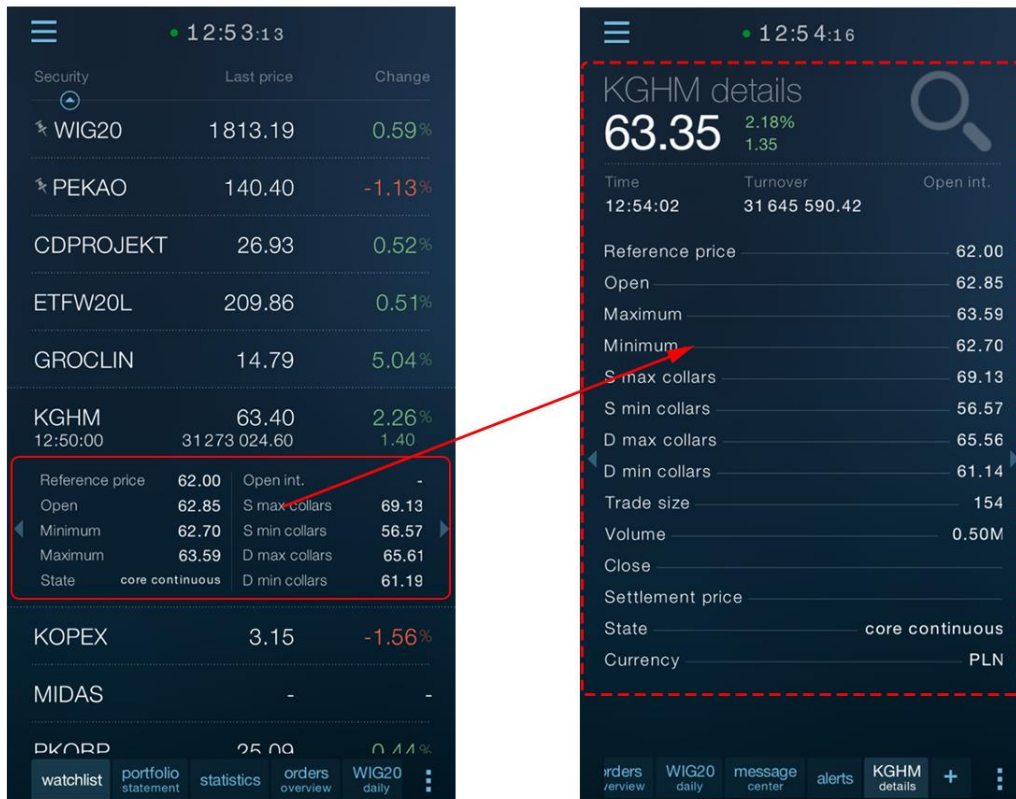 12:53:13
Security Last price Change
WIG20 1813.19 0.59%
PEKAO 140.40 -1.13%
CDPROJEKT 26.93 0.52%
ETFW20L 209.86 0.51%
GROCLIN 14.79 5.04%
KGHM 63.40 2.26%
12:50:00 31 273 024.60 1.40
Reference price 62.00 Open int. -
Open 62.85 S max collars 69.13
Minimum 62.70 S min collars 56.57
Maximum 63.59 D max collars 65.61
State core continuous D min collars 61.19
KOPEX 3.15 -1.56%
MIDAS - -
PKOBP 25.09 0.44%
watchlist portfolio statistics orders WIG20
statement overview daily
12:54:16
KGHM details
63.35 2.18%
1.35
Time Turnover Open int.
12:54:02 31 645 590.42
Reference price 62.00
Open 62.85
Maximum 63.59
Minimum 62.70
S max collars 69.13
S min collars 56.57
D max collars 65.56
D min collars 61.14
Trade size 154
Volume 0.50M
Close
Settlement price
State core continuous
Currency PLN
orders WIG20 message alerts KGHM +
overview daily center details